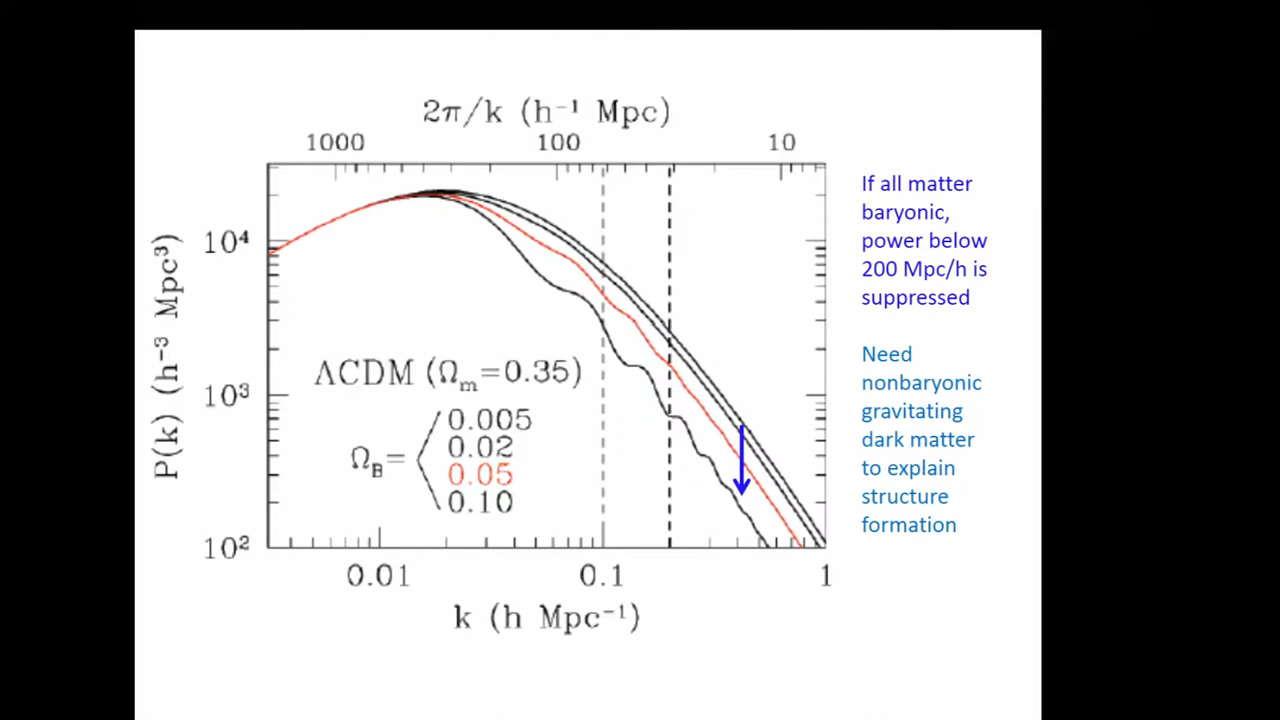 2π/k (h⁻¹ Mpc)
1000 100 10
P(k) (h⁻³ Mpc³)
10⁴
10³
10²
ΛCDM (Ωₘ=0.35)
Ω_B=
0.005
0.02
0.05
0.10
0.01 0.1 1
k (h Mpc⁻¹)
If all matter
baryonic,
power below
200 Mpc/h is
suppressed
Need
nonbaryonic
gravitating
dark matter
to explain
structure
formation